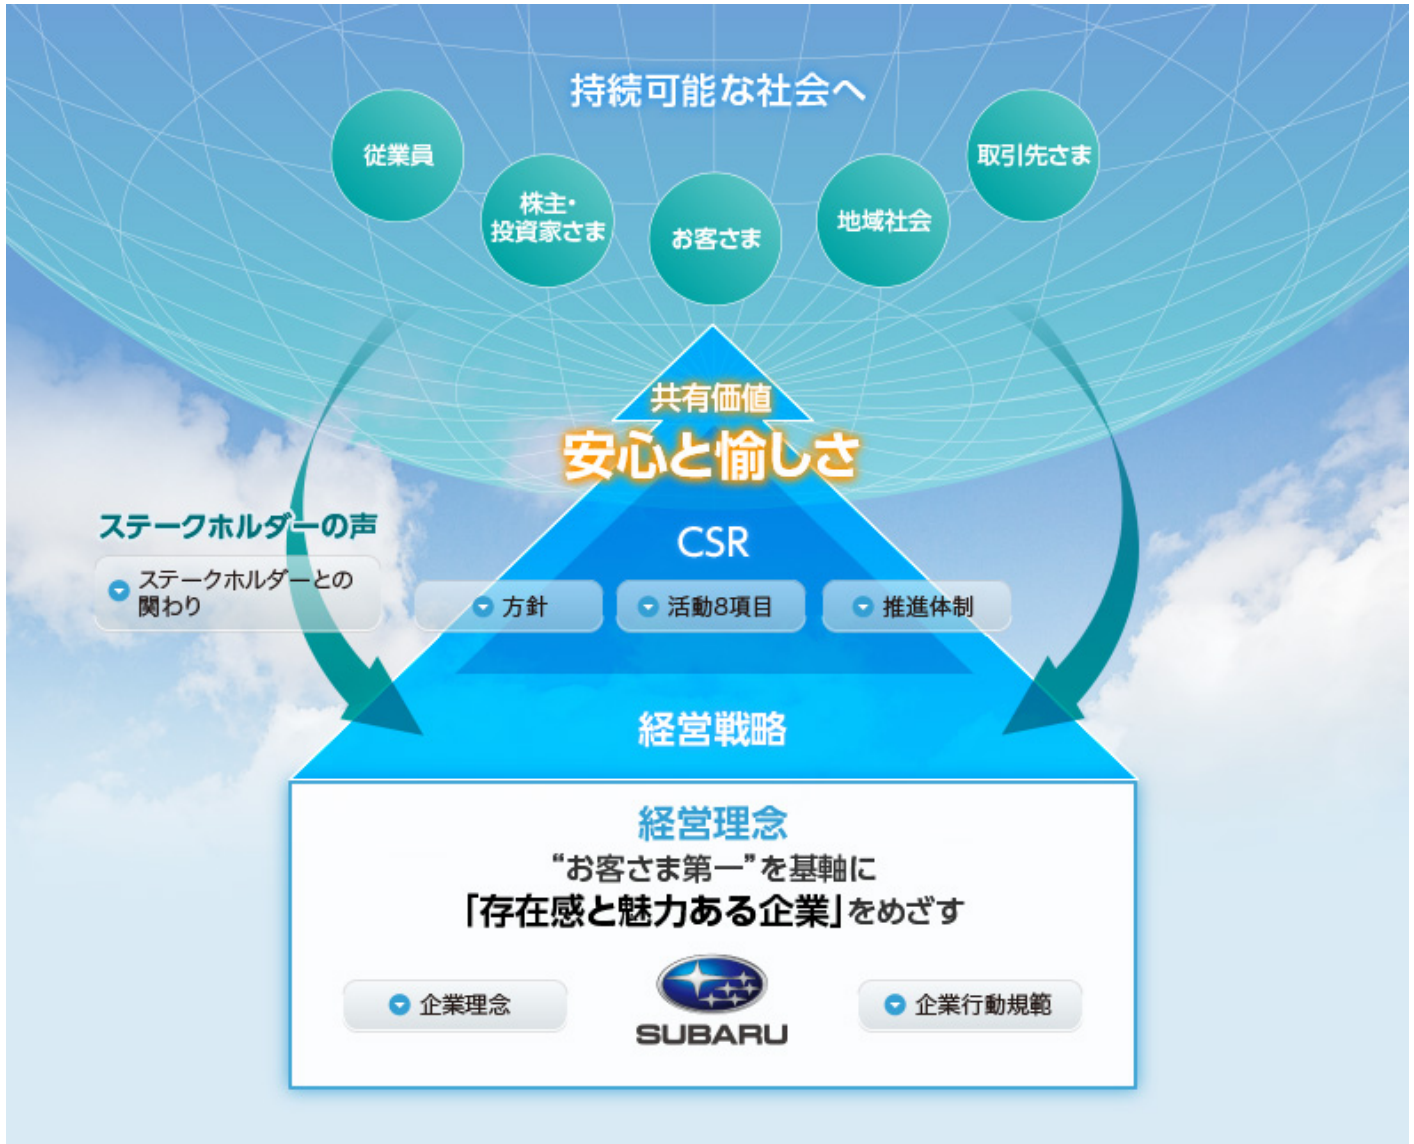 持続可能な社会へ
従業員
株主・
投資家さま
お客さま
地域社会
取引先さま
共有価値
安心と愉しさ
ステークホルダーの声
ステークホルダーとの
関わり
CSR
方針
活動8項目
推進体制
経営戦略
経営理念
“お客さま第一”を基軸に
「存在感と魅力ある企業」をめざす
企業理念
SUBARU
企業行動規範